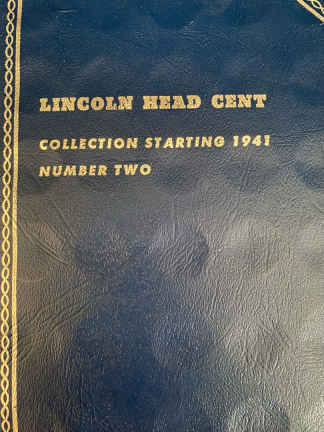 LINCOLN HEAD CENT
COLLECTION STARTING 1941
NUMBER TWO